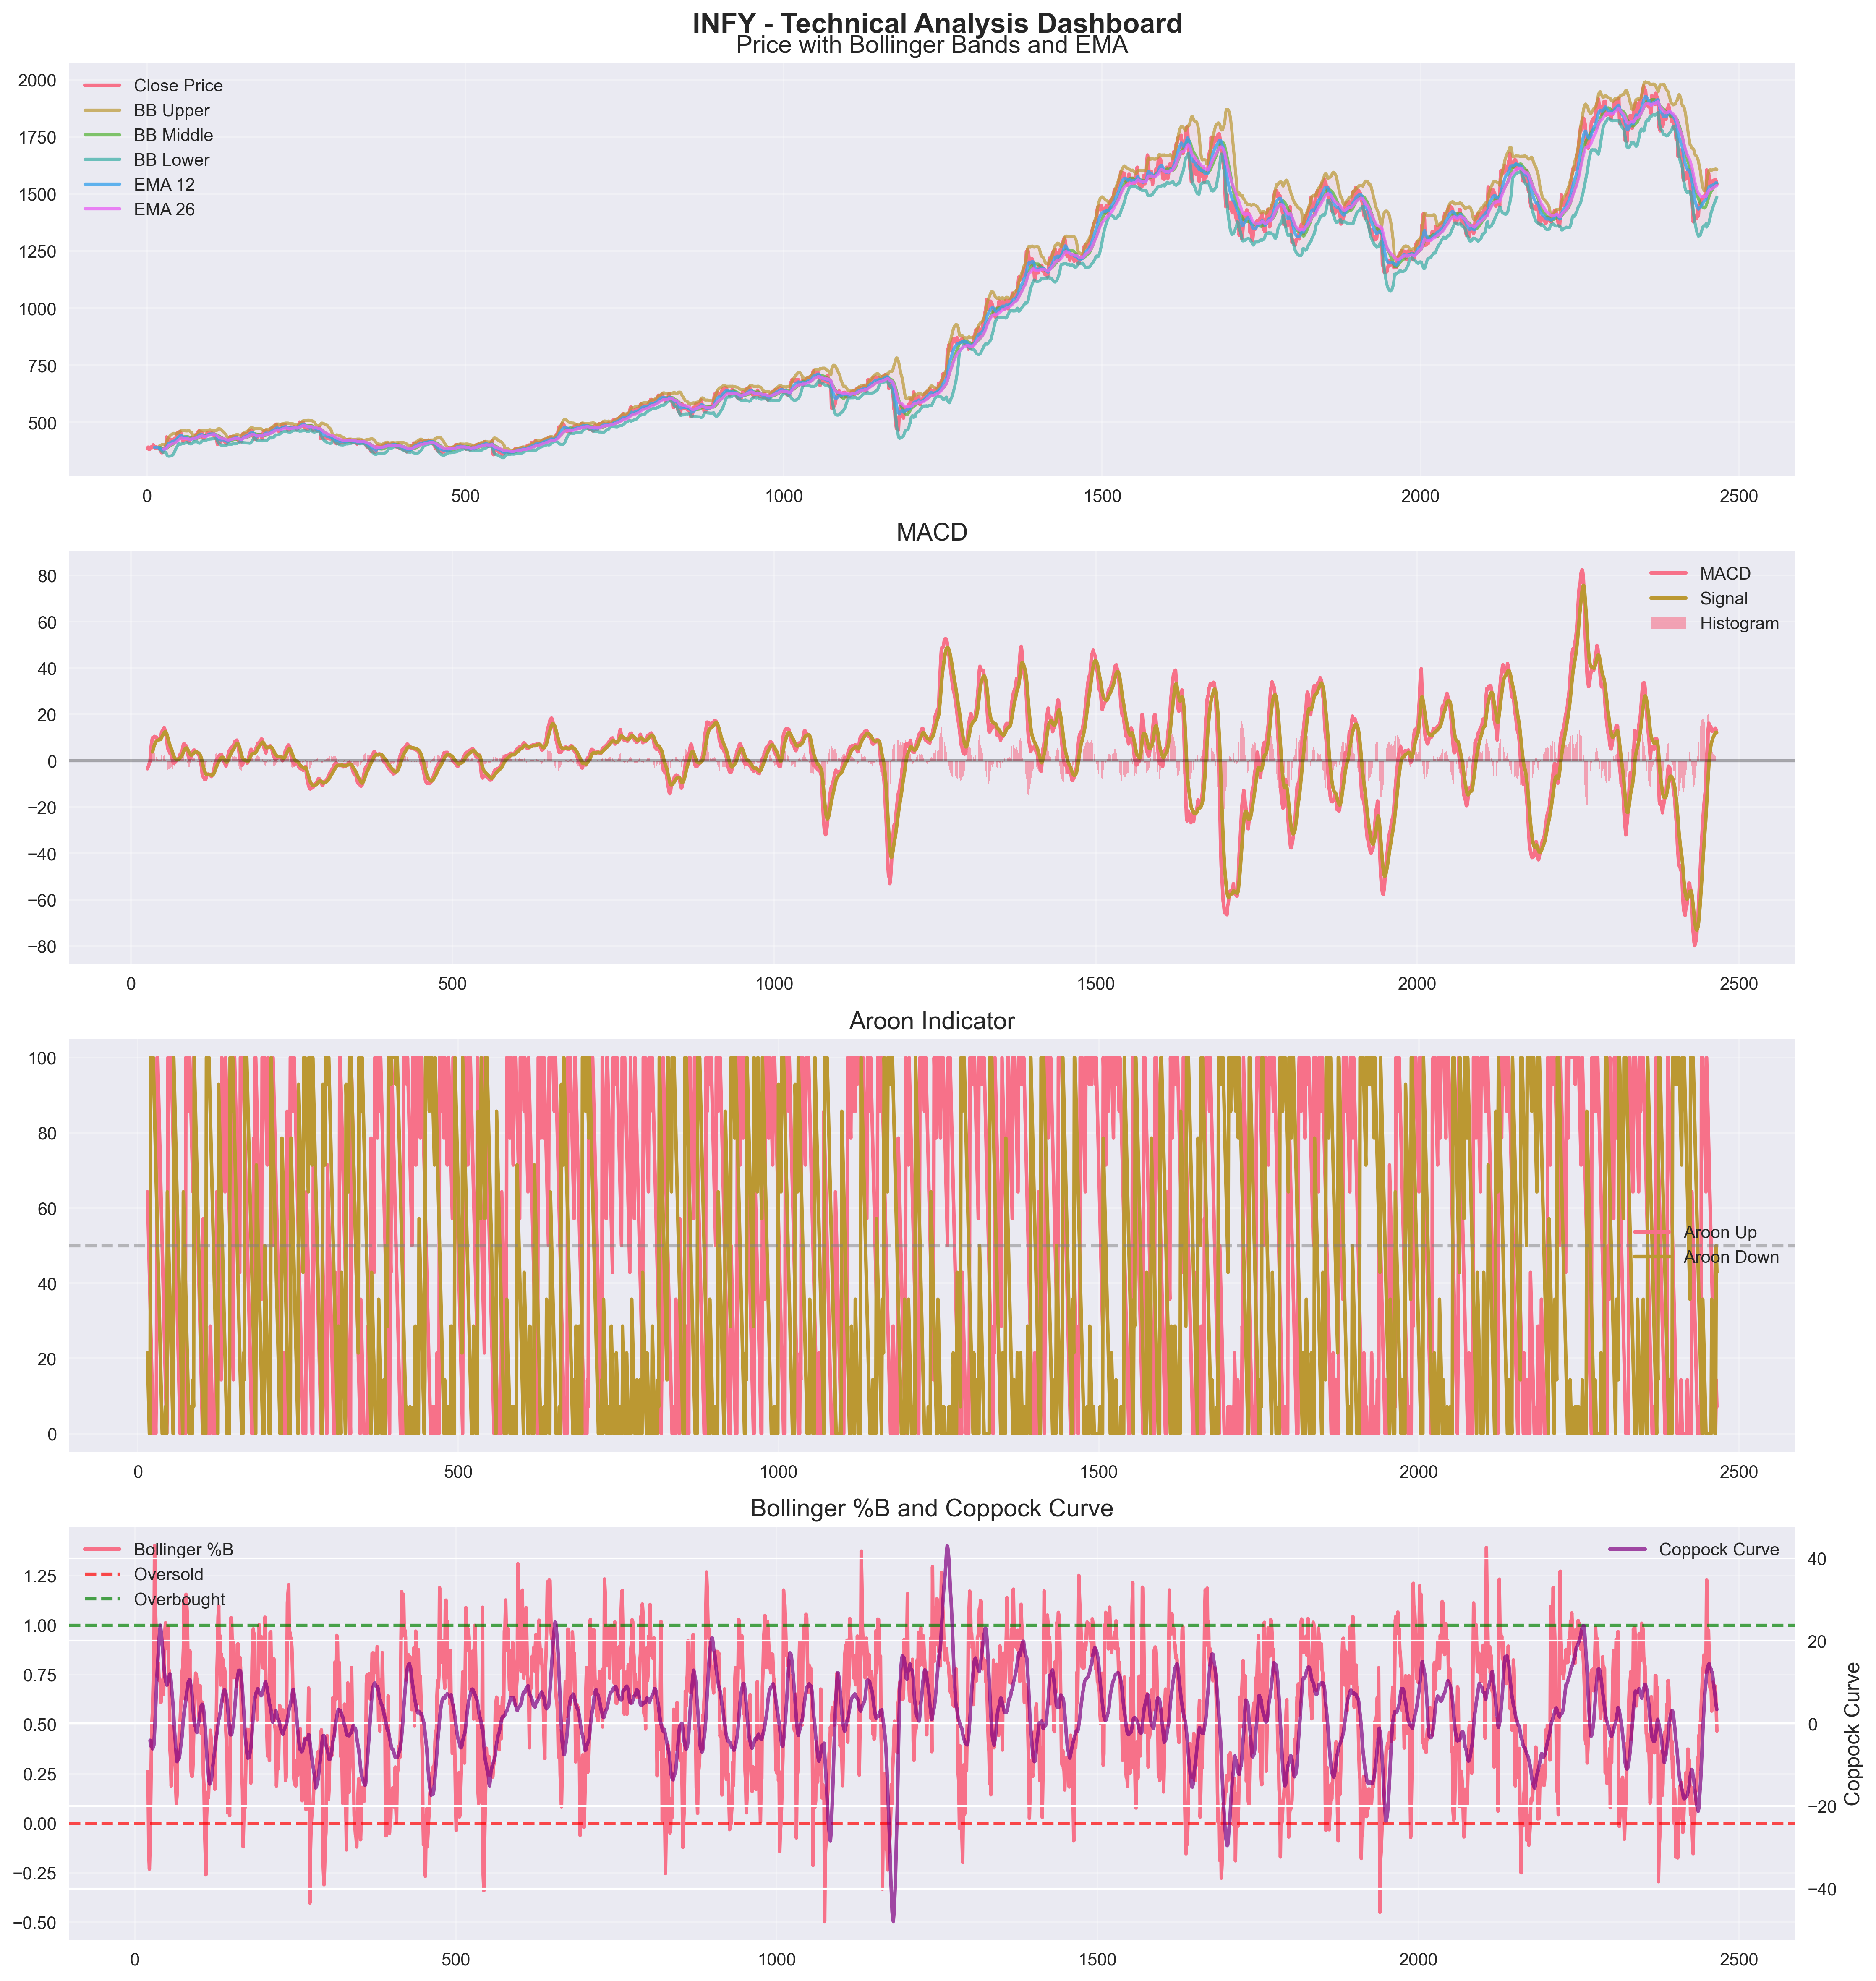 INFY - Technical Analysis Dashboard
Price with Bollinger Bands and EMA
2000
1750
1500
1250
1000
750
500
Close Price
BB Upper
BB Middle
BB Lower
EMA 12
EMA 26
0 500 1000 1500 2000 2500
MACD
80
60
40
20
0
−20
−40
−60
−80
MACD
Signal
Histogram
0 500 1000 1500 2000 2500
Aroon Indicator
100
80
60
40
20
0
Aroon Up
Aroon Down
0 500 1000 1500 2000 2500
Bollinger %B and Coppock Curve
1.25
1.00
0.75
0.50
0.25
0.00
−0.25
−0.50
Bollinger %B
Oversold
Overbought
Coppock Curve
40
20
0
−20
−40
Coppock Curve
0 500 1000 1500 2000 2500